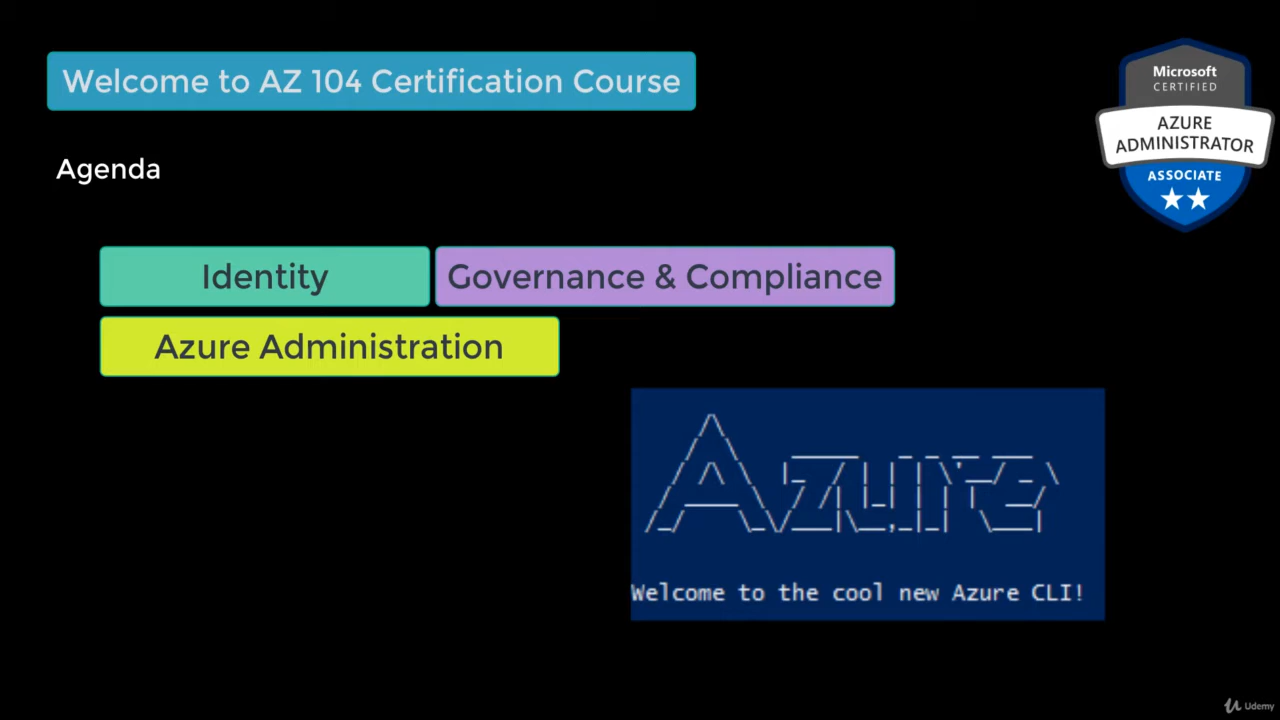 Welcome to AZ 104 Certification Course
Microsoft
CERTIFIED
AZURE
ADMINISTRATOR
ASSOCIATE
Agenda
Identity
Governance & Compliance
Azure Administration
Azure
Welcome to the cool new Azure CLI!
Udemy